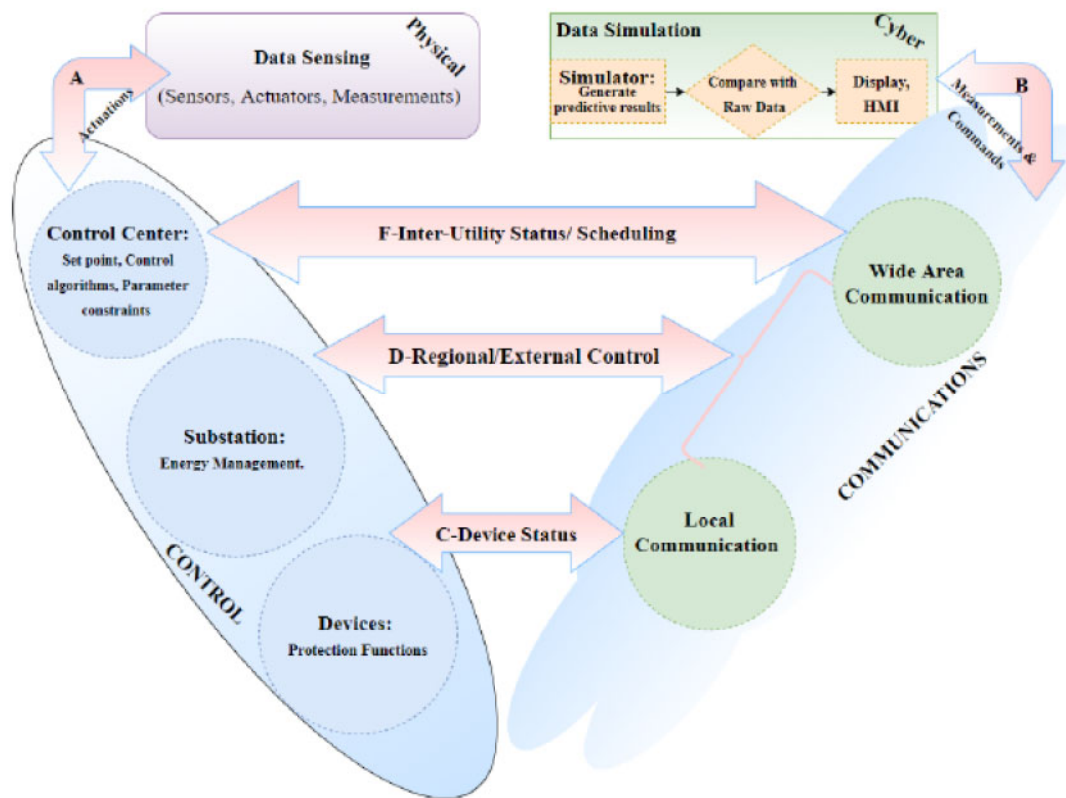 Data Sensing
(Sensors, Actuators, Measurements)
Physical
Data Simulation
Cyber
Simulator:
Generate
predictive results
Compare with
Raw Data
Display,
HMI
A
Actuations
B
Measurements &
Commands
Control Center:
Set point, Control
algorithms, Parameter
constraints
F-Inter-Utility Status/ Scheduling
Wide Area
Communication
D-Regional/External Control
Substation:
Energy Management.
COMMUNICATIONS
C-Device Status
Local
Communication
CONTROL
Devices:
Protection Functions